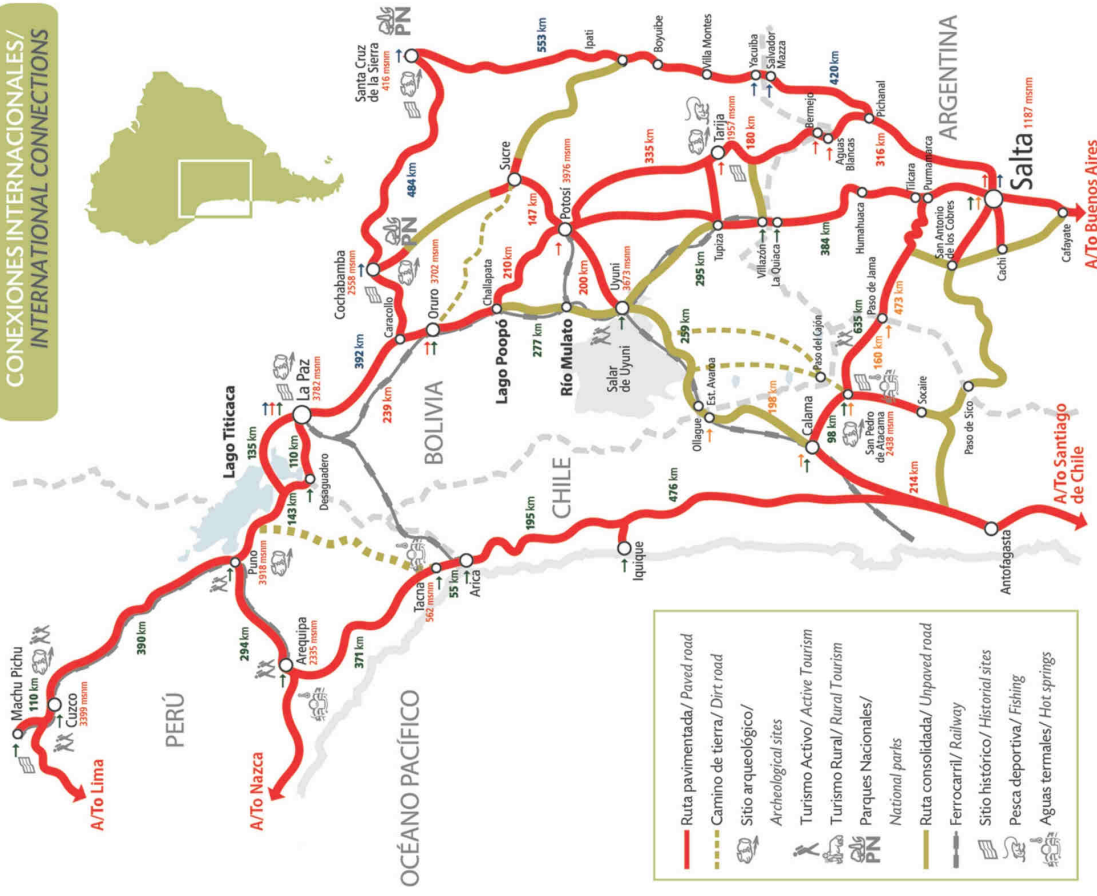 CONEXIONES INTERNACIONALES/
INTERNATIONAL CONNECTIONS
Machu Pichu
110 km
Cuzco
3399 msnm
A/To Lima
390 km
PERÚ
294 km
Puno
3918 msnm
Arequipa
2335 msnm
A/To Nazca
371 km
OCÉANO PACÍFICO
Lago Titicaca
135 km
143 km
110 km
Desaguadero
La Paz
3782 msnm
Tacna
562 msnm
55 km
Arica
195 km
476 km
Iquique
CHILE
BOLIVIA
239 km
392 km
Caracollo
Cochabamba
2558 msnm
PN
484 km
Santa Cruz
de la Sierra
416 msnm
PN
553 km
Ouro
3702 msnm
Challapata
Lago Poopó
277 km
Río Mulato
210 km
200 km
147 km
Sucre
Potosí
3976 msnm
Uyuni
3673 msnm
Salar
de Uyuni
259 km
295 km
335 km
Ipati
Boyuibe
Villa Montes
Yacuiba
Salvador
Mazza
420 km
Tarija
1957 msnm
180 km
Bermejo
Aguas
Blancas
Pichanal
316 km
ARGENTINA
Tupiza
Villazón
La Quiaca
384 km
Humahuaca
Tilcara
Purmamarca
San Antonio
de los Cobres
Salta 1187 msnm
Cachi
Cafayate
A/To Buenos Aires
Ollague
Est. Avaroa
198 km
Calama
98 km
Paso del Cajón
San Pedro
de Atacama
2438 msnm
160 km
635 km
Paso de Jama
473 km
Socaire
Paso de Sico
214 km
Antofagasta
A/To Santiago
de Chile
Ruta pavimentada/ Paved road
Camino de tierra/ Dirt road
Sitio arqueológico/
Archeological sites
Turismo Activo/ Active Tourism
Turismo Rural/ Rural Tourism
PN Parques Nacionales/
National parks
Ruta consolidada/ Unpaved road
Ferrocarril/ Railway
Sitio histórico/ Historial sites
Pesca deportiva/ Fishing
Aguas termales/ Hot springs